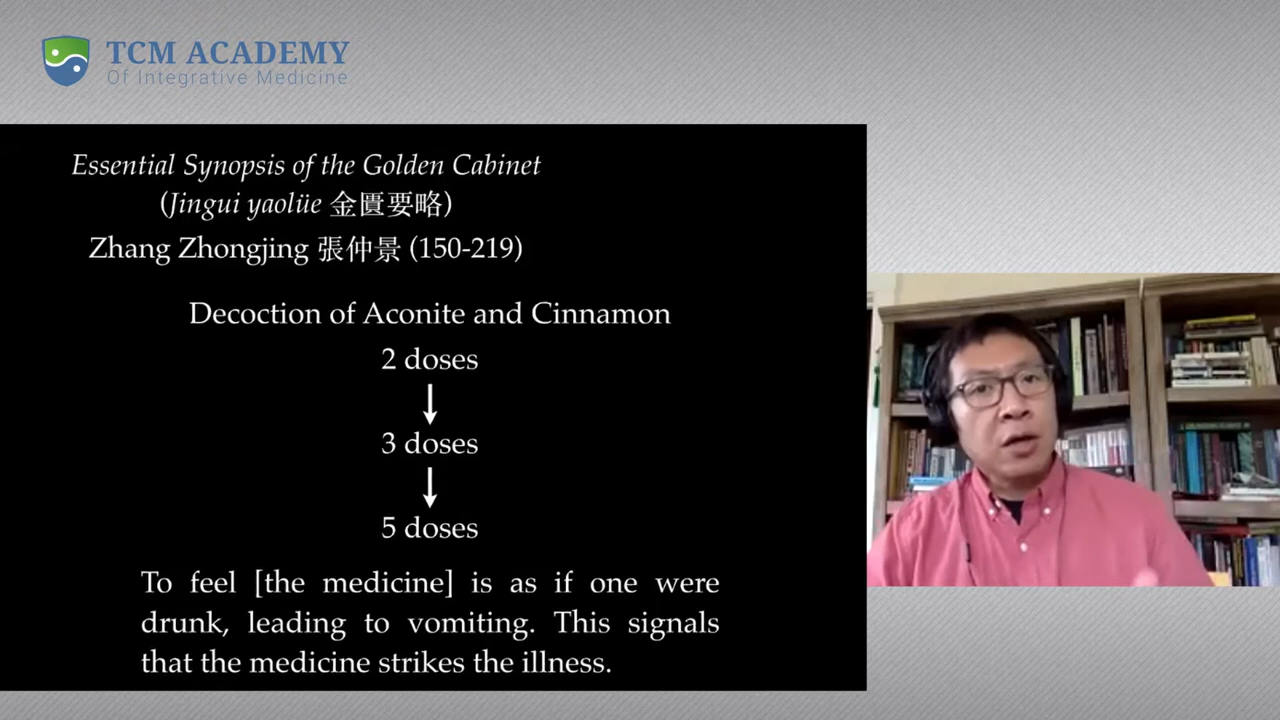 TCM ACADEMY
Of Integrative Medicine
Essential Synopsis of the Golden Cabinet
(Jingui yaolüe 金匱要略)
Zhang Zhongjing 張仲景 (150-219)
Decoction of Aconite and Cinnamon
2 doses
3 doses
5 doses
To feel [the medicine] is as if one were
drunk, leading to vomiting. This signals
that the medicine strikes the illness.